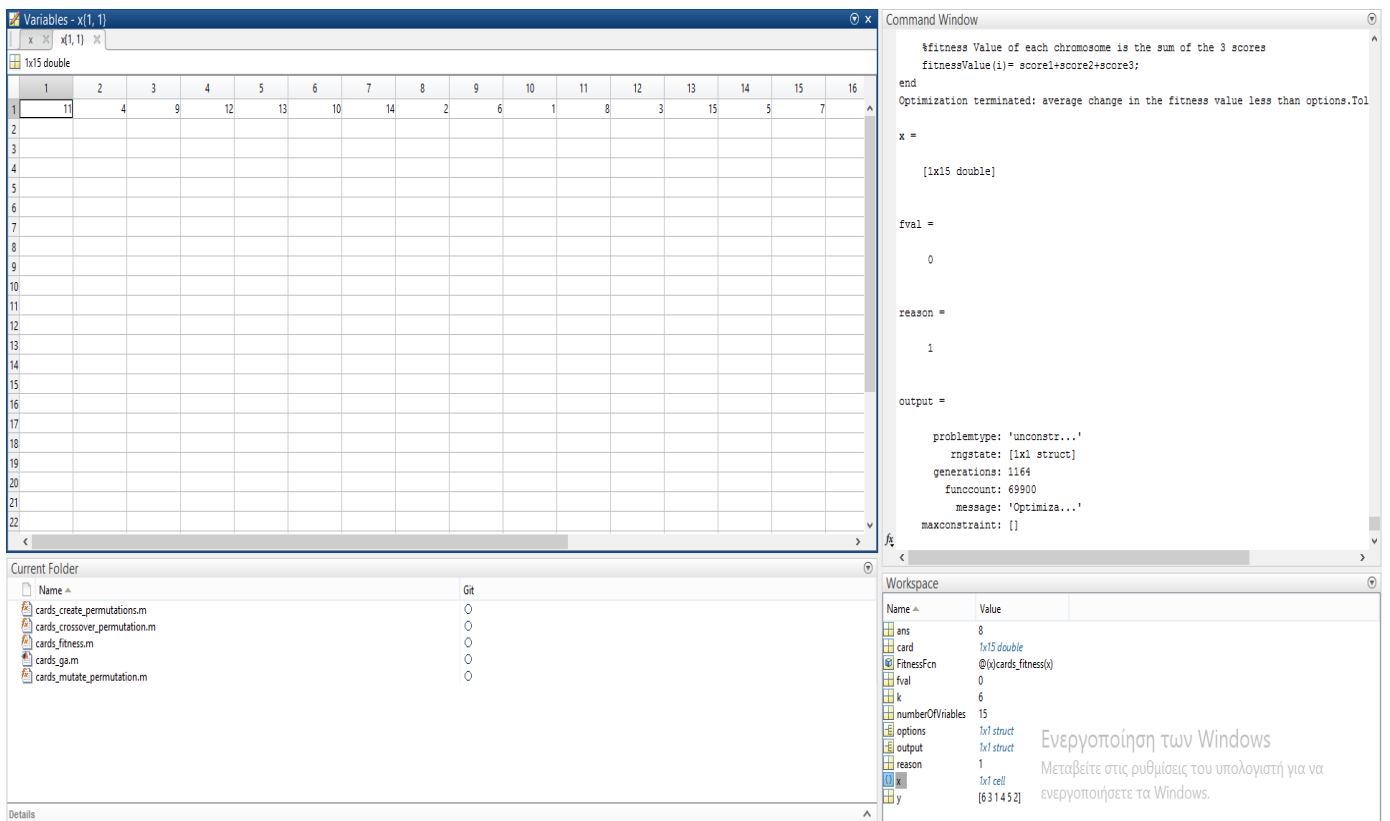 Variables - x{1, 1}
x x{1, 1}
1x15 double
1 2 3 4 5 6 7 8 9 10 11 12 13 14 15 16
1 11 4 9 12 13 10 14 2 6 1 8 3 15 5 7
2
3
4
5
6
7
8
9
10
11
12
13
14
15
16
17
18
19
20
21
22
Current Folder
Name Git
cards_create_permutations.m
cards_crossover_permutation.m
cards_fitness.m
cards_ga.m
cards_mutate_permutation.m
Details
Command Window
%fitness Value of each chromosome is the sum of the 3 scores
fitnessValue(i)= score1+score2+score3;
end
Optimization terminated: average change in the fitness value less than options.Tol
x =
[1x15 double]
fval =
0
reason =
1
output =
problemtype: 'unconstr...'
rngstate: [1x1 struct]
generations: 1164
funccount: 69900
message: 'Optimiza...'
maxconstraint: []
fx
Workspace
Name Value
ans 8
card 1x15 double
FitnessFcn @(x)cards_fitness(x)
fval 0
k 6
numberOfVriables 15
options 1x1 struct
output 1x1 struct
reason 1
x 1x1 cell
y [6 3 1 4 5 2]
Ενεργοποίηση των Windows
Μεταβείτε στις ρυθμίσεις του υπολογιστή για να
ενεργοποιήσετε τα Windows.